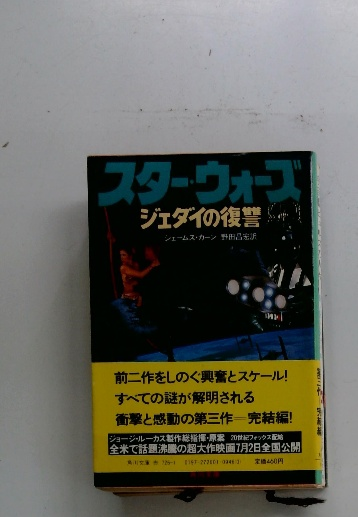 スター・ウォーズ
ジェダイの復讐
ジェームス・カーン 野田昌宏訳
前二作をしのぐ興奮とスケール!
すべての謎が解明される
衝撃と感動の第三作―完結編!
ジョージ・ルーカス製作総指揮・原案 20世紀フォックス配給
全米で話題沸騰の超大作映画7月2日全国公開
定価460円